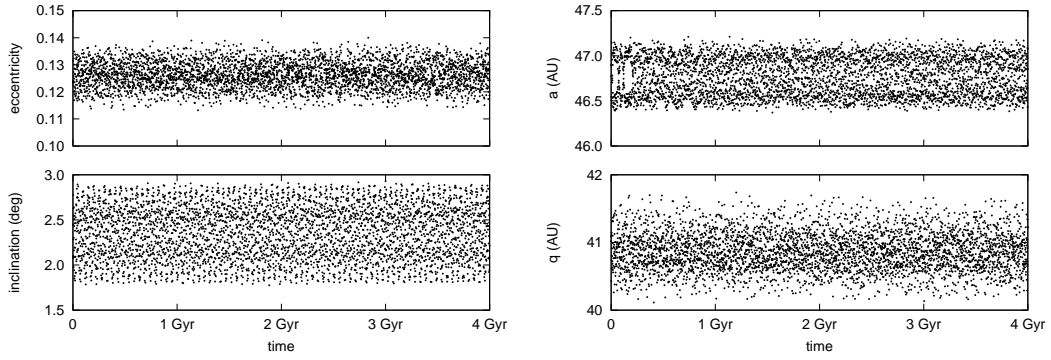 eccentricity
0.15
0.14
0.13
0.12
0.10
a (AU)
47.5
47.0
46.5
46.0
inclination (deg)
3.0
2.5
2.0
1.5
0 1 Gyr 2 Gyr 3 Gyr 4 Gyr
time
q (AU)
42
41
40
0 1 Gyr 2 Gyr 3 Gyr 4 Gyr
time